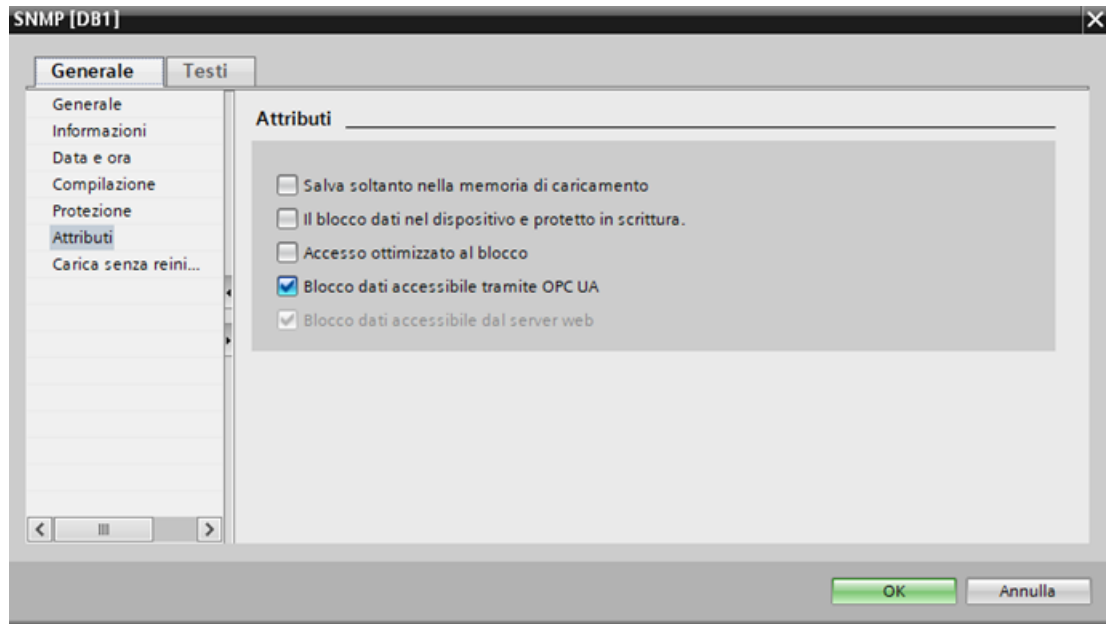 SNMP [DB1]
Generale
Testi
Generale
Informazioni
Data e ora
Compilazione
Protezione
Attributi
Carica senza reini...
Attributi
Salva soltanto nella memoria di caricamento
Il blocco dati nel dispositivo e protetto in scrittura.
Accesso ottimizzato al blocco
Blocco dati accessibile tramite OPC UA
Blocco dati accessibile dal server web
OK
Annulla